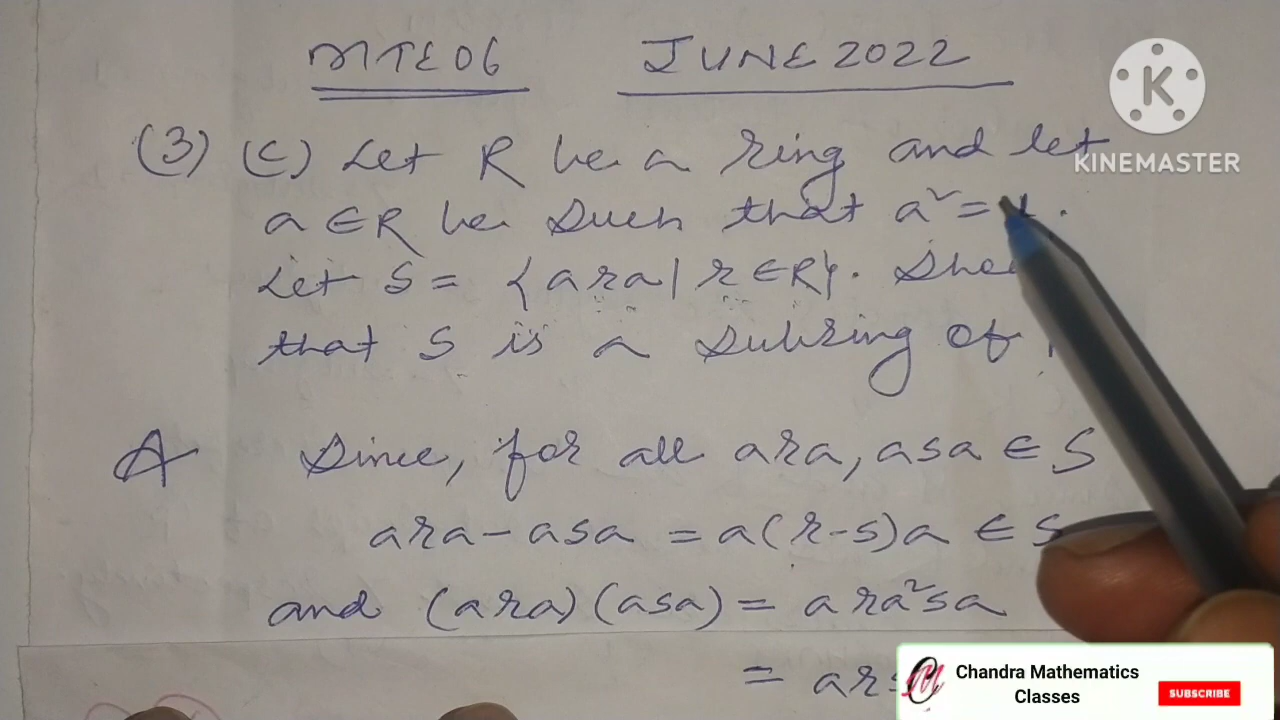 MTE06 JUNE 2022
KINEMASTER
(3) (C) Let R be a ring and let
a ∈ R be such that a² = 1.
Let S = {ara | r ∈ R}.
that S is a subring of
A Since, for all ara, asa ∈ S
ara - asa = a(r-s)a ∈ S
and (ara)(asa) = ara²sa
= ars
Chandra Mathematics
Classes
SUBSCRIBE